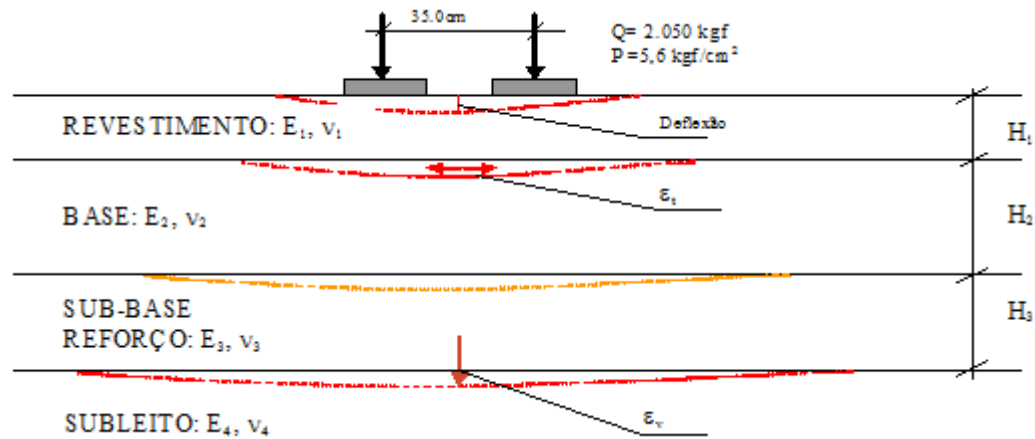 35.0cm
Q= 2.050 kgf
P=5,6 kgf/cm²
REVESTIMENTO: E₁, ν₁
Deflexão
H₁
εₜ
BASE: E₂, ν₂
H₂
SUB-BASE
REFORÇO: E₃, ν₃
H₃
SUBLEITO: E₄, ν₄
εᵥ